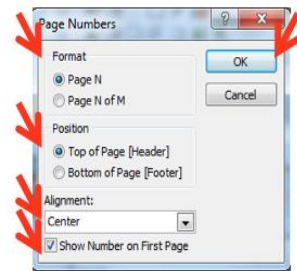 Page Numbers
Format
OK
Page N
Page N of M
Cancel
Position
Top of Page [Header]
Bottom of Page [Footer]
Alignment:
Center
Show Number on First Page